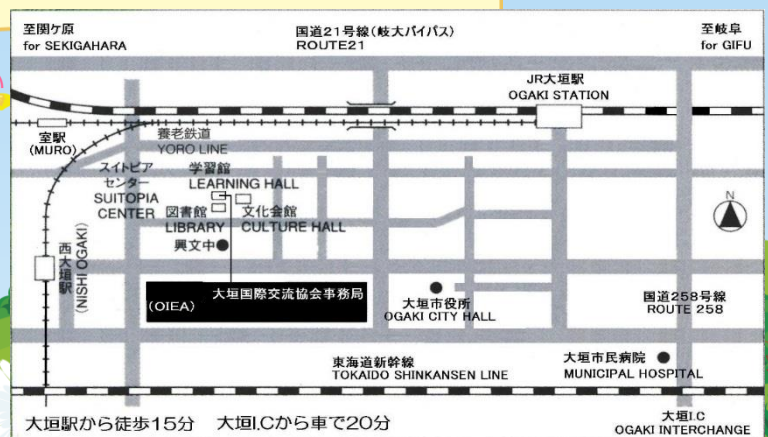 至関ケ原
for SEKIGAHARA
国道21号線(岐大バイパス)
ROUTE21
至岐阜
for GIFU
JR大垣駅
OGAKI STATION
室駅
(MURO)
養老鉄道
YORO LINE
スイトピア
センター
SUITOPIA
CENTER
学習館
LEARNING HALL
図書館
LIBRARY
文化会館
CULTURE HALL
興文中
N
西大垣駅
(NISHI OGAKI)
大垣国際交流協会事務局
(OIEA)
大垣市役所
OGAKI CITY HALL
国道258号線
ROUTE 258
東海道新幹線
TOKAIDO SHINKANSEN LINE
大垣市民病院
MUNICIPAL HOSPITAL
大垣駅から徒歩15分 大垣I.Cから車で20分
大垣I.C
OGAKI INTERCHANGE